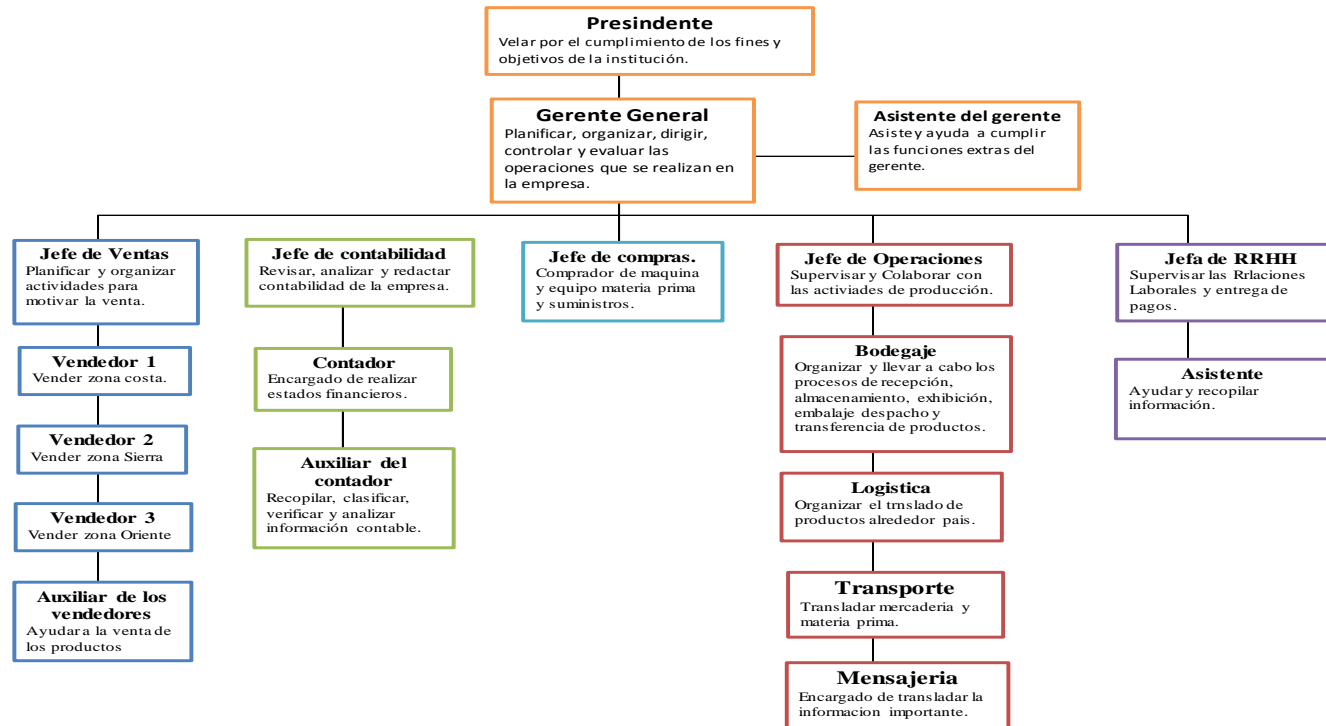 Presindente
Velar por el cumplimiento de los fines y
objetivos de la institución.
Gerente General
Planificar, organizar, dirigir,
controlar y evaluar las
operaciones que se realizan en
la empresa.
Asistente del gerente
Asiste y ayuda a cumplir
las funciones extras del
gerente.
Jefe de Ventas
Planificar y organizar
actividades para
motivar la venta.
Vendedor 1
Vender zona costa.
Vendedor 2
Vender zona Sierra
Vendedor 3
Vender zona Oriente
Auxiliar de los
vendedores
Ayudar a la venta de
los productos
Jefe de contabilidad
Revisar, analizar y redactar
contabilidad de la empresa.
Contador
Encargado de realizar
estados financieros.
Auxiliar del
contador
Recopilar, clasificar,
verificar y analizar
información contable.
Jefe de compras.
Comprador de maquina
y equipo materia prima
y suministros.
Jefe de Operaciones
Supervisar y Colaborar con
las activiades de producción.
Bodegaje
Organizar y llevar a cabo los
procesos de recepción,
almacenamiento, exhibición,
embalaje despacho y
transferencia de productos.
Logistica
Organizar el trnslado de
productos alrededor pais.
Transporte
Transladar mercaderia y
materia prima.
Mensajeria
Encargado de transladar la
informacion importante.
Jefa de RRHH
Supervisar las Rrlaciones
Laborales y entrega de
pagos.
Asistente
Ayudar y recopilar
información.